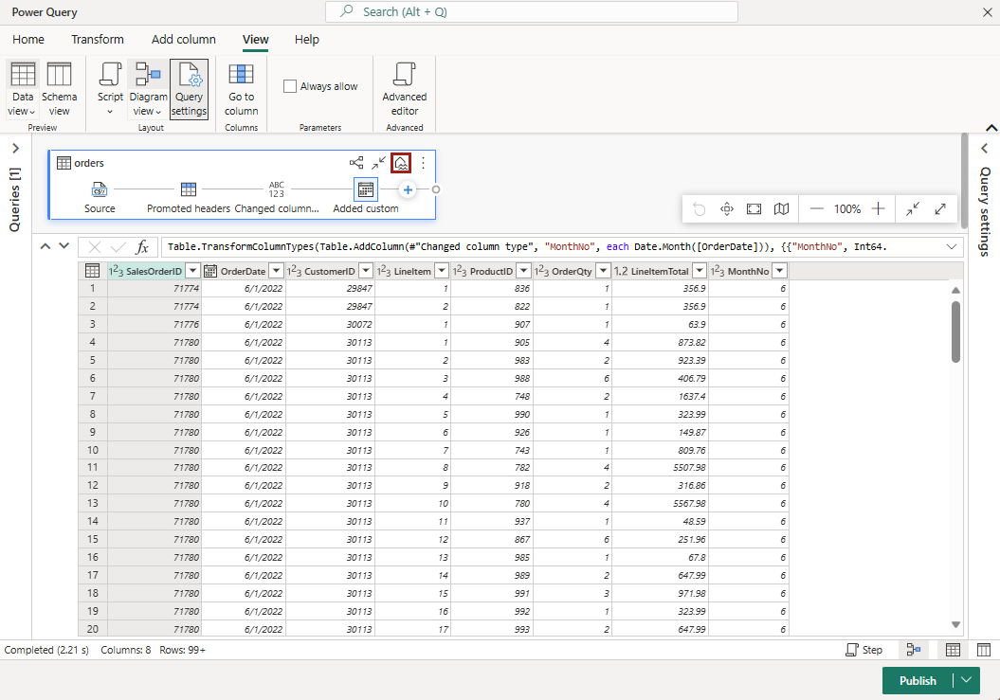 Power Query
Search (Alt + Q)
Home Transform Add column View Help
Data view Schema view Script Diagram view Query settings Go to column Always allow Advanced editor
Preview Layout Columns Parameters Advanced
Queries [1]
orders
ABC 123
Source Promoted headers Changed column... Added custom
100%
Query settings
fx Table.TransformColumnTypes(Table.AddColumn(#"Changed column type", "MonthNo", each Date.Month([OrderDate])), {{"MonthNo", Int64.
1²3 SalesOrderID OrderDate 1²3 CustomerID 1²3 LineItem 1²3 ProductID 1²3 OrderQty 1.2 LineItemTotal 1²3 MonthNo
1 71774 6/1/2022 29847 1 836 1 356.9 6
2 71774 6/1/2022 29847 2 822 1 356.9 6
3 71776 6/1/2022 30072 1 907 1 63.9 6
4 71780 6/1/2022 30113 1 905 4 873.82 6
5 71780 6/1/2022 30113 2 983 2 923.39 6
6 71780 6/1/2022 30113 3 988 6 406.79 6
7 71780 6/1/2022 30113 4 748 2 1637.4 6
8 71780 6/1/2022 30113 5 990 1 323.99 6
9 71780 6/1/2022 30113 6 926 1 149.87 6
10 71780 6/1/2022 30113 7 743 1 809.76 6
11 71780 6/1/2022 30113 8 782 4 5507.98 6
12 71780 6/1/2022 30113 9 918 2 316.86 6
13 71780 6/1/2022 30113 10 780 4 5567.98 6
14 71780 6/1/2022 30113 11 937 1 48.59 6
15 71780 6/1/2022 30113 12 867 6 251.96 6
16 71780 6/1/2022 30113 13 985 1 67.8 6
17 71780 6/1/2022 30113 14 989 2 647.99 6
18 71780 6/1/2022 30113 15 991 3 971.98 6
19 71780 6/1/2022 30113 16 992 1 323.99 6
20 71780 6/1/2022 30113 17 993 2 647.99 6
Completed (2.21 s) Columns: 8 Rows: 99+ Step
Publish